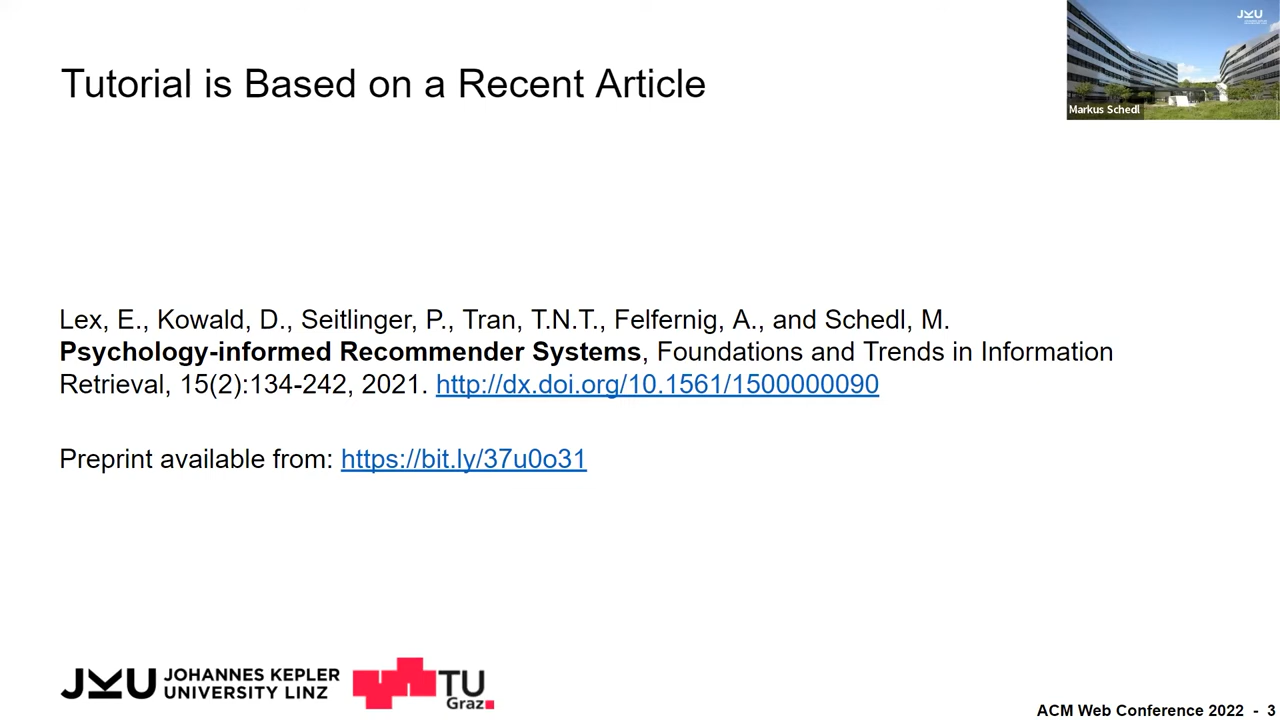 JKU
Tutorial is Based on a Recent Article
Markus Schedl
Lex, E., Kowald, D., Seitlinger, P., Tran, T.N.T., Felfernig, A., and Schedl, M.
Psychology-informed Recommender Systems, Foundations and Trends in Information
Retrieval, 15(2):134-242, 2021. http://dx.doi.org/10.1561/1500000090
Preprint available from: https://bit.ly/37u0o31
JKU JOHANNES KEPLER
UNIVERSITY LINZ
TU
Graz
ACM Web Conference 2022 - 3